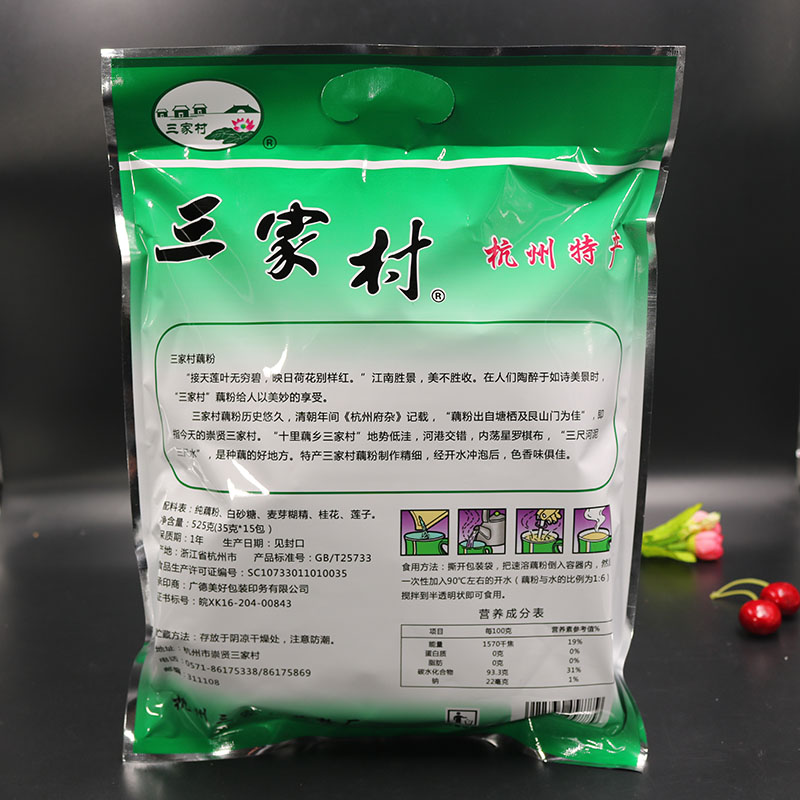 三家村
®
三家村®
杭州特产
三家村藕粉
“接天莲叶无穷碧，映日荷花别样红。”江南胜景，美不胜收。在人们陶醉于如诗美景时，
“三家村”藕粉给人以美妙的享受。
三家村藕粉历史悠久，清朝年间《杭州府杂》记载，“藕粉出自塘栖及艮山门为佳”，即
指今天的崇贤三家村。“十里藕乡三家村”地势低洼，河港交错，内荡星罗棋布，“三尺河泥
三尺水”，是种藕的好地方。特产三家村藕粉制作精细，经开水冲泡后，色香味俱佳。
配料表：纯藕粉、白砂糖、麦芽糊精、桂花、莲子。
净含量：525克(35克*15包)
保质期：1年 生产日期：见封口
产地：浙江省杭州市 产品标准号：GB/T25733
食品生产许可证编号：SC10733011010035
承印商：广德美好包装印务有限公司
证书标号：皖XK16-204-00843
贮藏方法：存放于阴凉干燥处，注意防潮。
地址：杭州市崇贤三家村
电话：0571-86175338/86175869
邮编：311108
食用方法：撕开包装袋，把速溶藕粉倒入容器内，然后
一次性加入90℃左右的开水（藕粉与水的比例为1:6）
搅拌到半透明状即可食用。
营养成分表
项目 每100克 营养素参考值%
能量 1570千焦 19%
蛋白质 0克 0%
脂肪 0克 0%
碳水化合物 93.3克 31%
钠 22毫克 1%
杭州三家